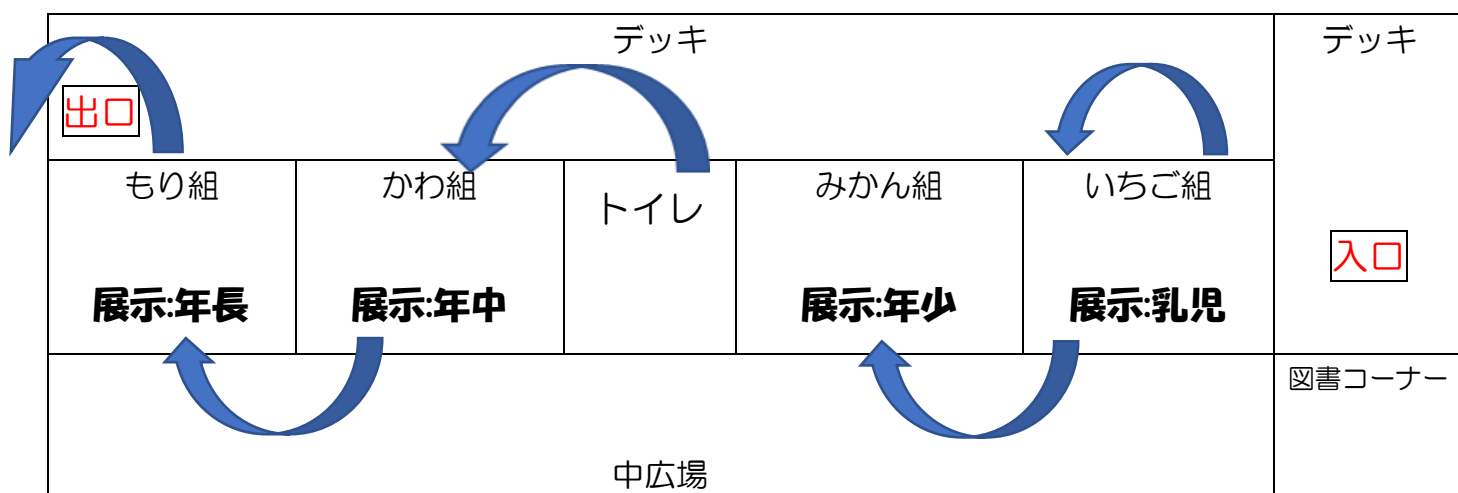 デッキ
デッキ
出口
もり組
かわ組
トイレ
みかん組
いちご組
入口
展示:年長
展示:年中
展示:年少
展示:乳児
図書コーナー
中広場